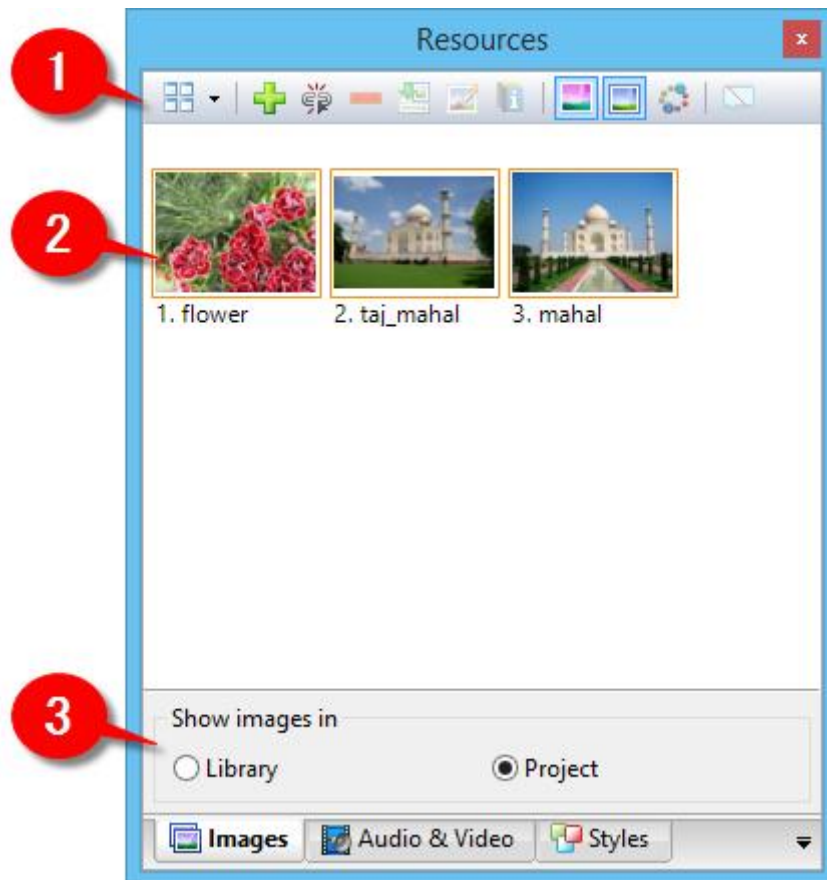 Resources
x
1
2
1. flower
2. taj_mahal
3. mahal
3
Show images in
Library
Project
Images
Audio & Video
Styles